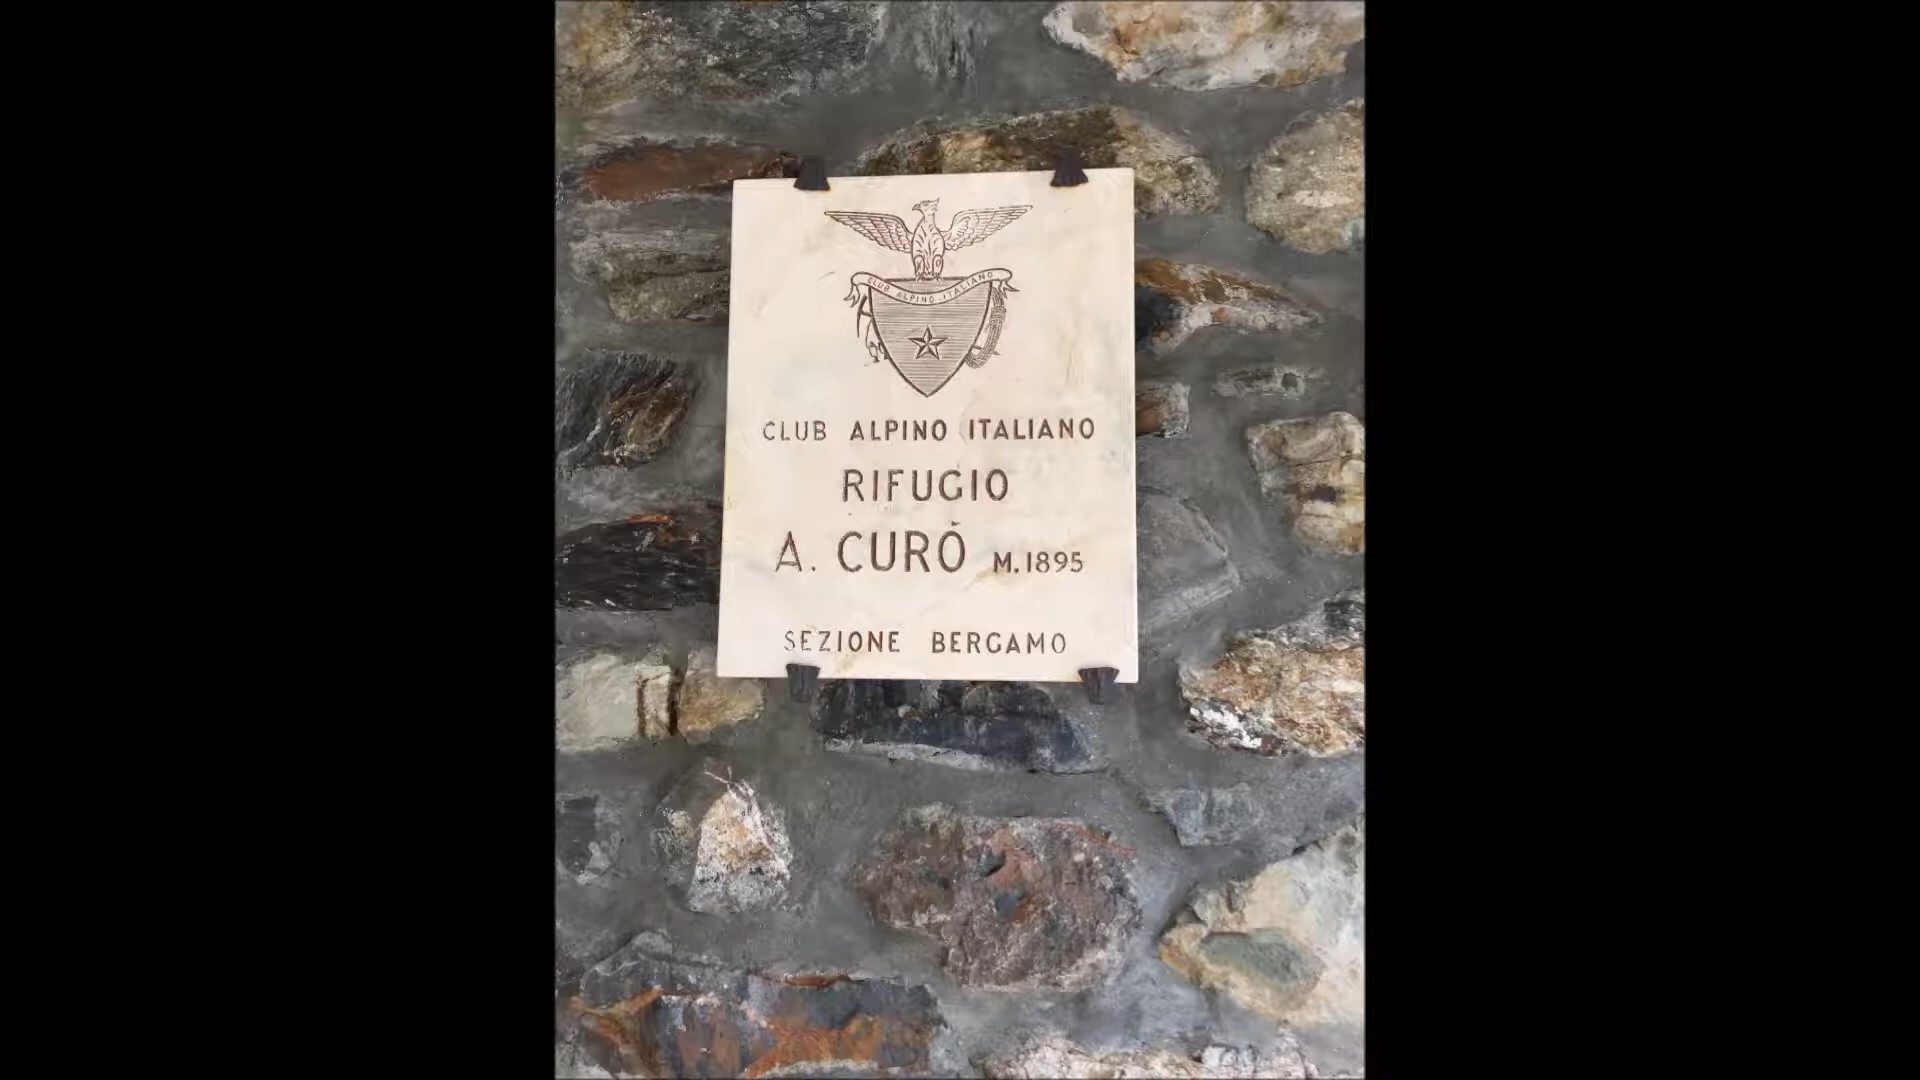 CLUB ALPINO ITALIANO
CLUB ALPINO ITALIANO
RIFUGIO
A. CURÒ M. 1895
SEZIONE BERGAMO